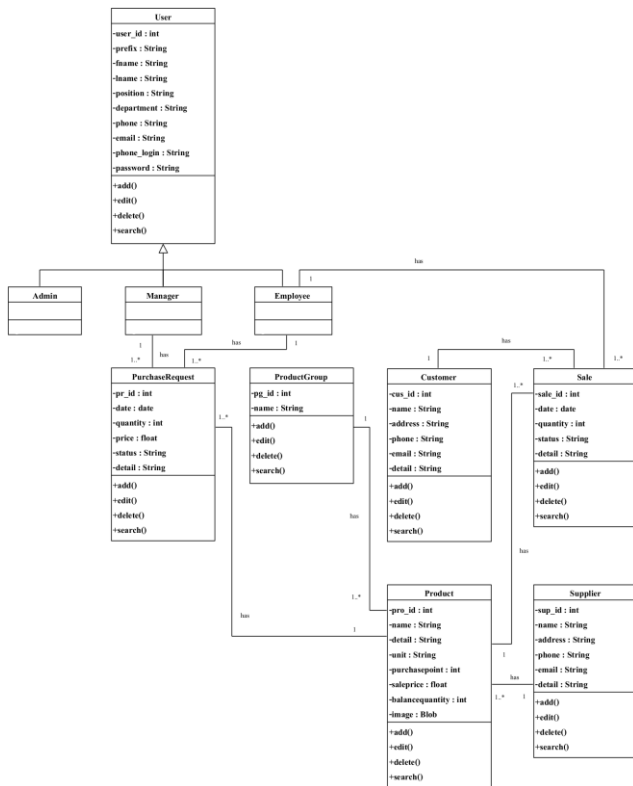 User
-user_id : int
-prefix : String
-fname : String
-lname : String
-position : String
-department : String
-phone : String
-email : String
-phone_login : String
-password : String
+add()
+edit()
+delete()
+search()
has
1
Admin
Manager
Employee
1
has
1..*
has
1..*
1
1
has
1..*
1..*
PurchaseRequest
-pr_id : int
-date : date
-quantity : int
-price : float
-status : String
-detail : String
+add()
+edit()
+delete()
+search()
1..*
ProductGroup
-pg_id : int
-name : String
+add()
+edit()
+delete()
+search()
1
Customer
-cus_id : int
-name : String
-address : String
-phone : String
-email : String
-detail : String
+add()
+edit()
+delete()
+search()
1..*
Sale
-sale_id : int
-date : date
-quantity : int
-status : String
-detail : String
+add()
+edit()
+delete()
+search()
has
has
1..*
has
1
Product
-pro_id : int
-name : String
-detail : String
-unit : String
-purchasepoint : int
-saleprice : float
-balancequantity : int
-image : Blob
+add()
+edit()
+delete()
+search()
1
has
1..*
1
Supplier
-sup_id : int
-name : String
-address : String
-phone : String
-email : String
-detail : String
+add()
+edit()
+delete()
+search()